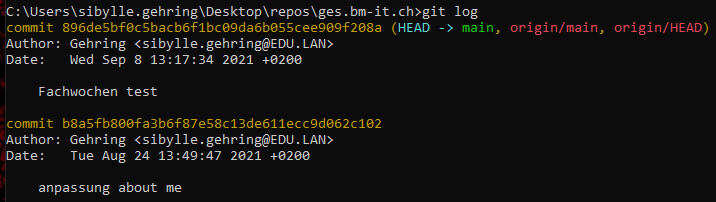 C:\Users\sibylle.gehring\Desktop\repos\ges.bm-it.ch>git log
commit 896de5bf0c5bacb6f1bc09da6b055cee909f208a (HEAD -> main, origin/main, origin/HEAD)
Author: Gehring <sibylle.gehring@EDU.LAN>
Date:   Wed Sep 8 13:17:34 2021 +0200
    Fachwochen test
commit b8a5fb800fa3b6f87e58c13de611ecc9d062c102
Author: Gehring <sibylle.gehring@EDU.LAN>
Date:   Tue Aug 24 13:49:47 2021 +0200
    anpassung about me